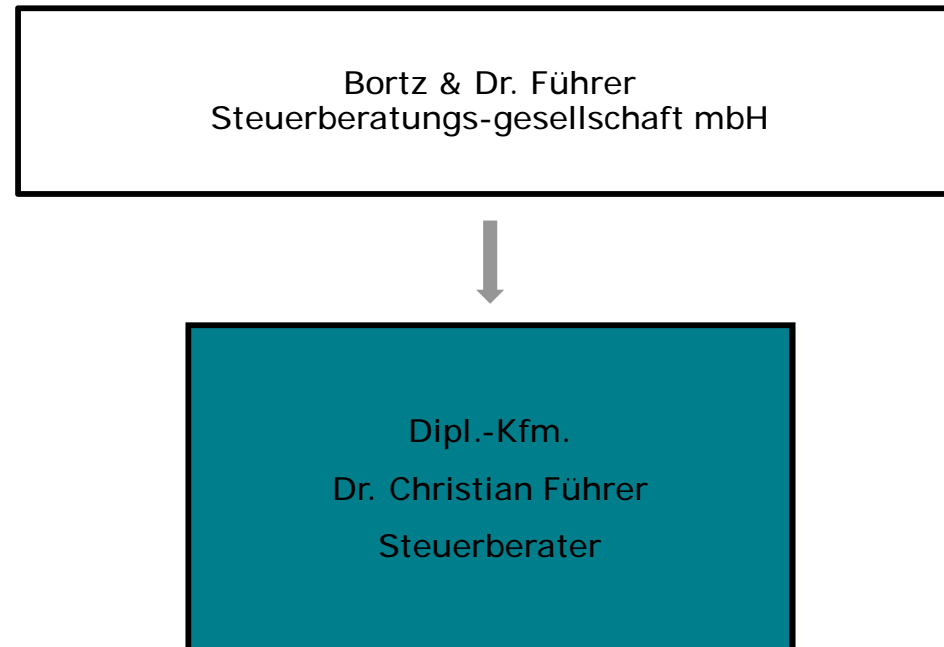 Bortz & Dr. Führer
Steuerberatungs-gesellschaft mbH
Dipl.-Kfm.
Dr. Christian Führer
Steuerberater